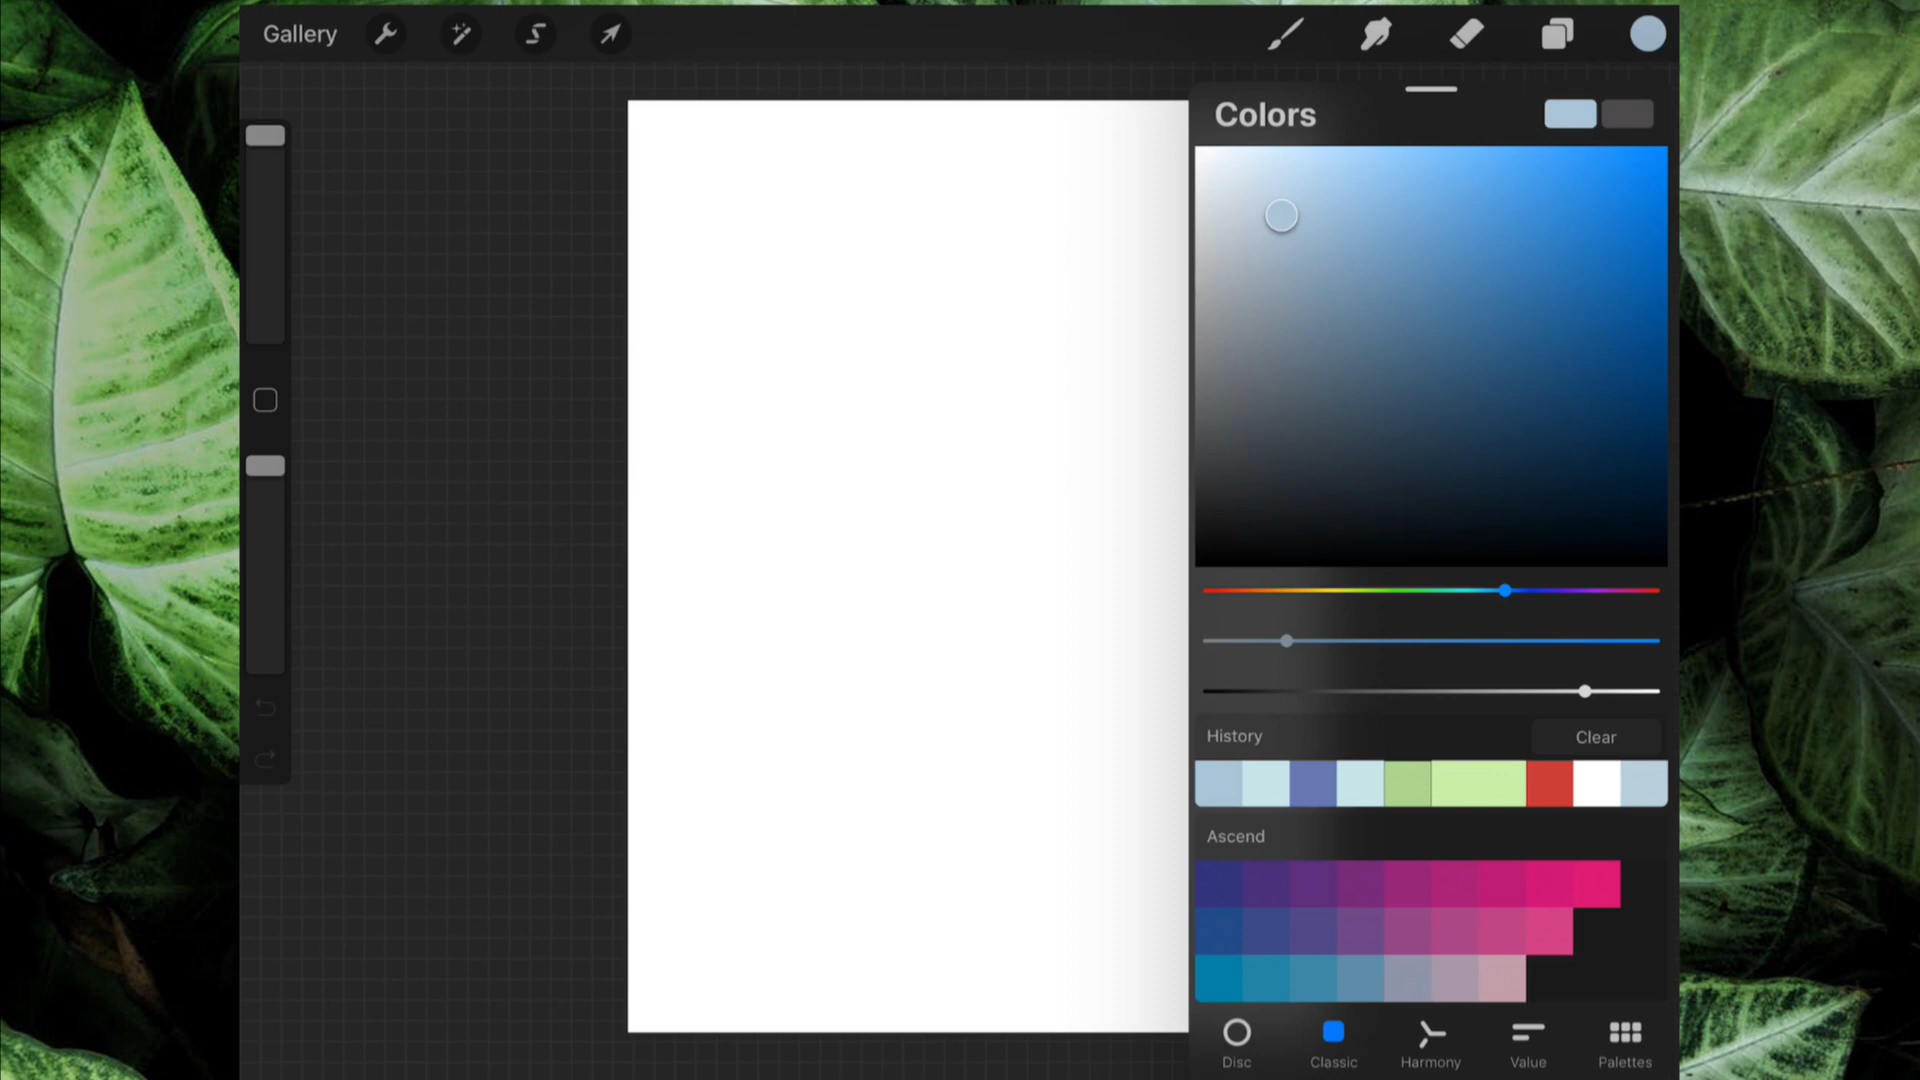 Gallery
Colors
History
Clear
Ascend
Disc
Classic
Harmony
Value
Palettes